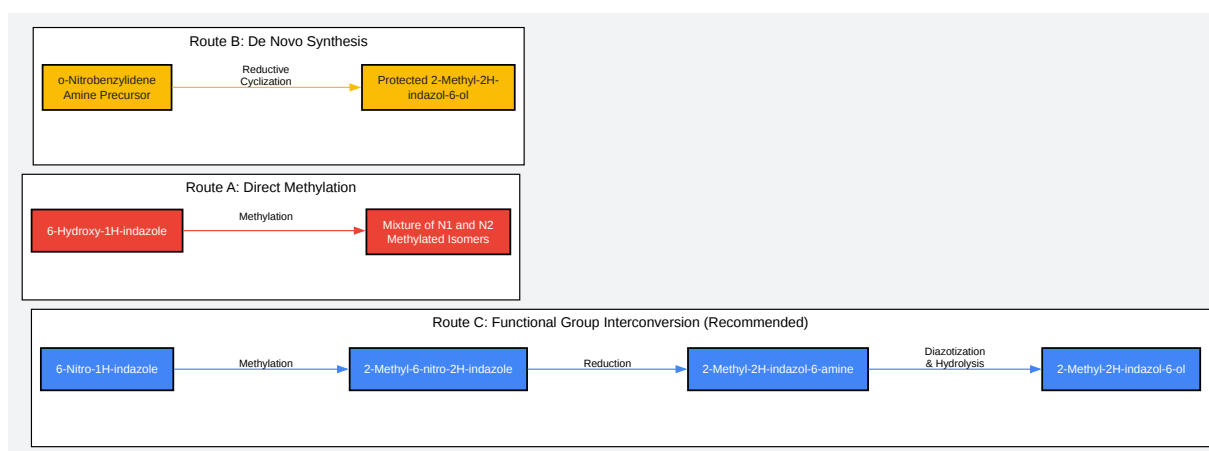 Route B: De Novo Synthesis
o-Nitrobenzylidene
Amine Precursor
Reductive
Cyclization
Protected 2-Methyl-2H-
indazol-6-ol
Route A: Direct Methylation
6-Hydroxy-1H-indazole
Methylation
Mixture of N1 and N2
Methylated Isomers
Route C: Functional Group Interconversion (Recommended)
6-Nitro-1H-indazole
Methylation
2-Methyl-6-nitro-2H-indazole
Reduction
2-Methyl-2H-indazol-6-amine
Diazotization
& Hydrolysis
2-Methyl-2H-indazol-6-ol